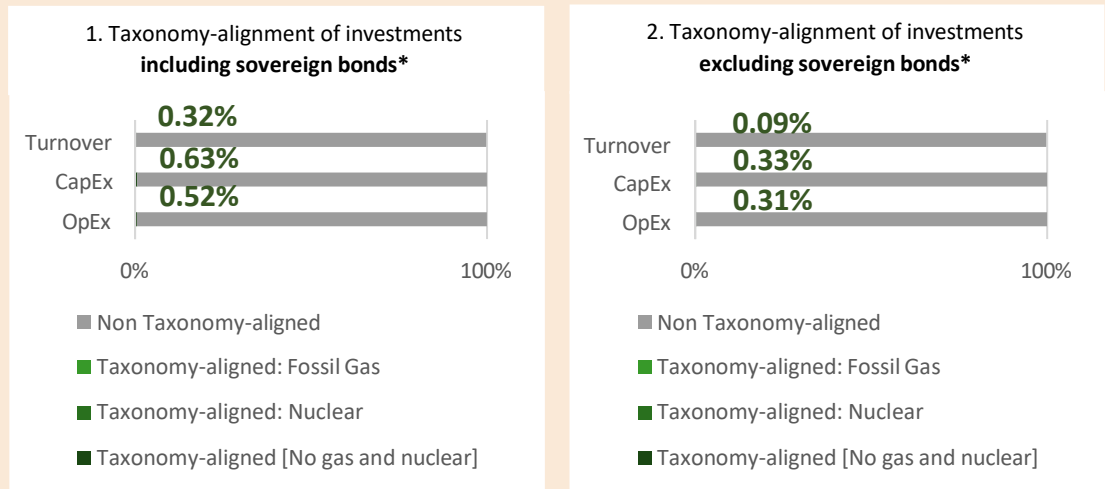 1. Taxonomy-alignment of investments
including sovereign bonds*
0.32%
Turnover
0.63%
CapEx
0.52%
OpEx
0%
100%
Non Taxonomy-aligned
Taxonomy-aligned: Fossil Gas
Taxonomy-aligned: Nuclear
Taxonomy-aligned [No gas and nuclear]
2. Taxonomy-alignment of investments
excluding sovereign bonds*
0.09%
Turnover
0.33%
CapEx
0.31%
OpEx
0%
100%
Non Taxonomy-aligned
Taxonomy-aligned: Fossil Gas
Taxonomy-aligned: Nuclear
Taxonomy-aligned [No gas and nuclear]